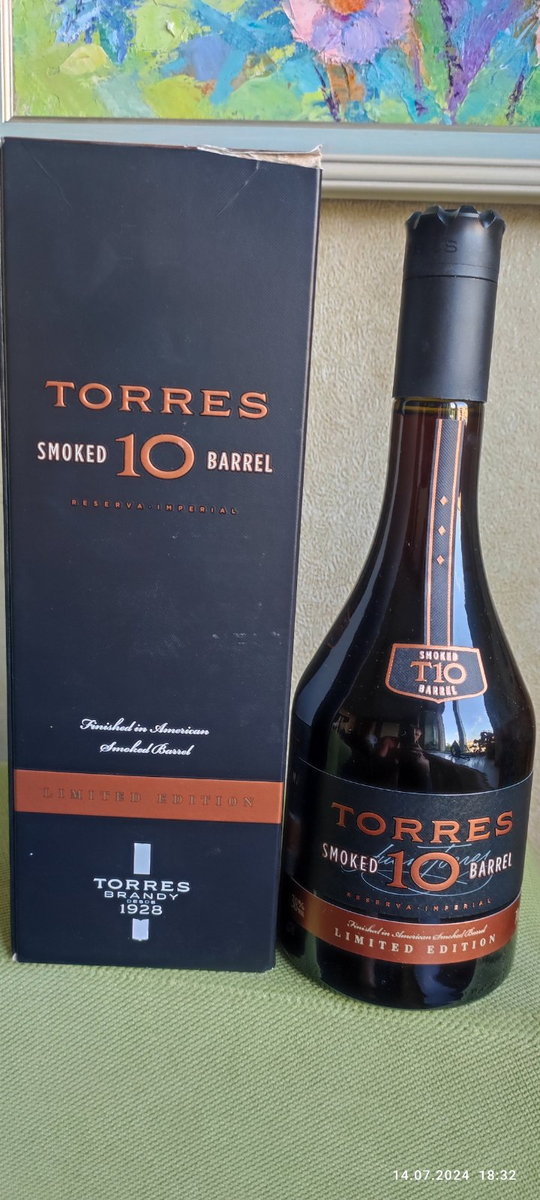 TORRES
SMOKED 10 BARREL
RESERVA·IMPERIAL
Finished in American
Smoked Barrel
LIMITED EDITION
TORRES
BRANDY
DESDE
1928
SMOKED
T10
BARREL
TORRES
SMOKED 10 BARREL
RESERVA·IMPERIAL
Finished in American Smoked Barrel
LIMITED EDITION
14.07.2024 18:32